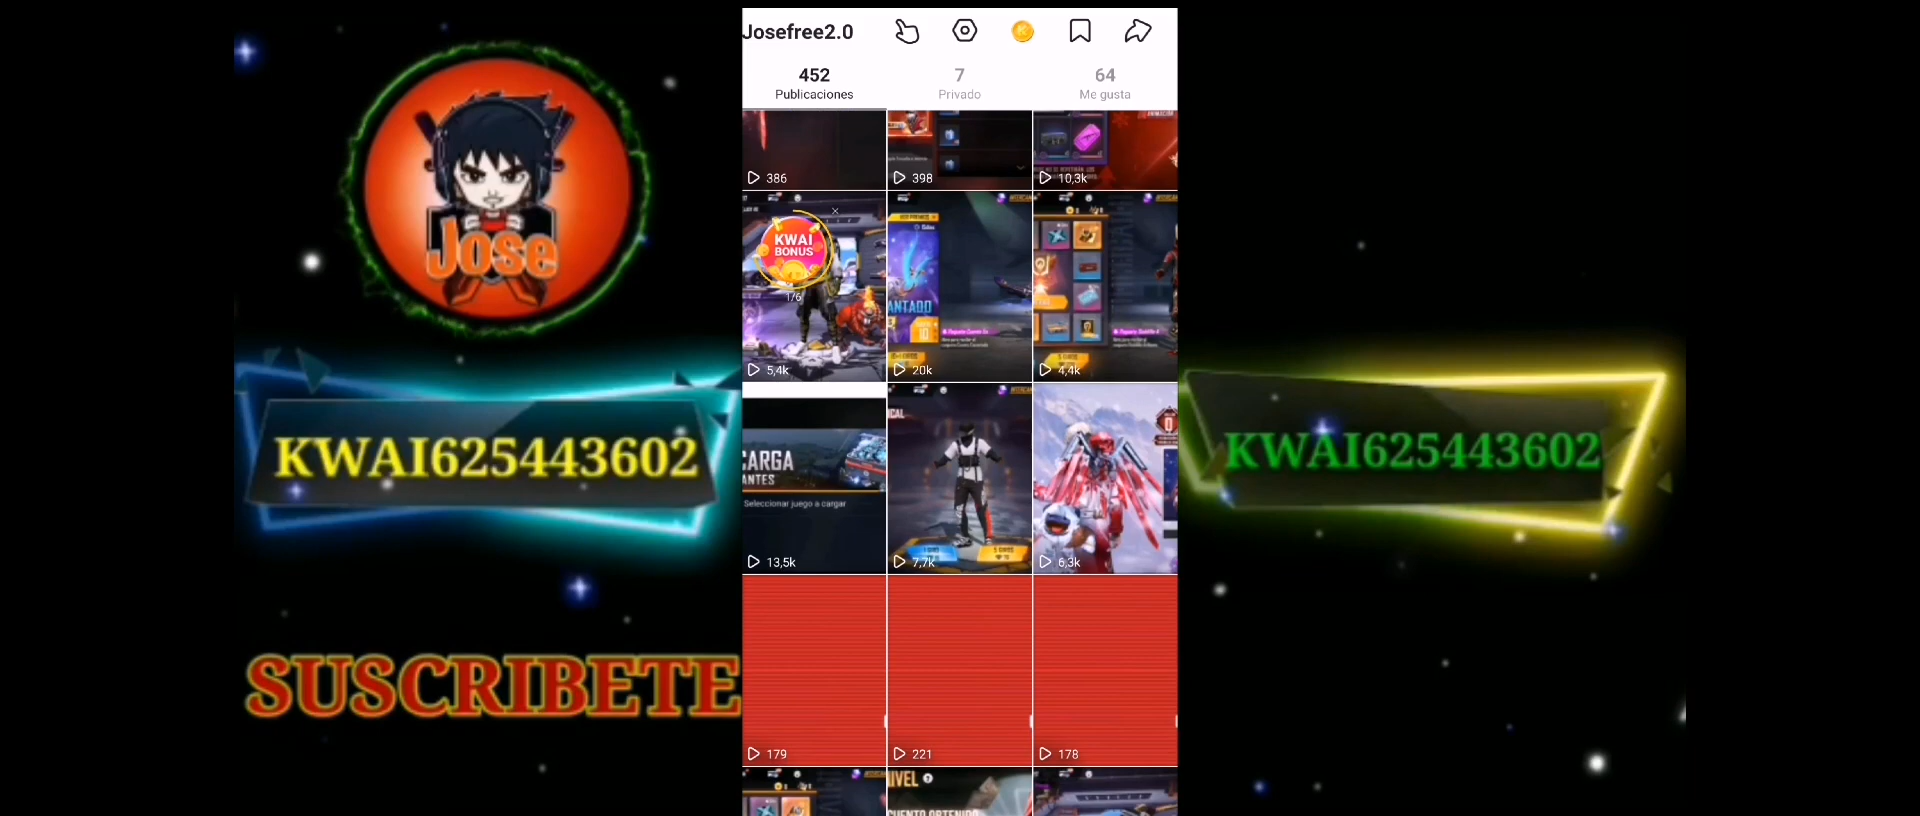 Jose
KWAI625443602
SUSCRIBETE
Josefree2.0
452
Publicaciones
7
Privado
64
Me gusta
386
398
10,3k
KWAI
BONUS
1/6
5,4k
ANTADO
20k
4,4k
CARGA
ANTES
Seleccionar juego a cargar
13,5k
7,7k
6,3k
179
221
178
IVEL
CUENTO OBTENIDO
KWAI625443602